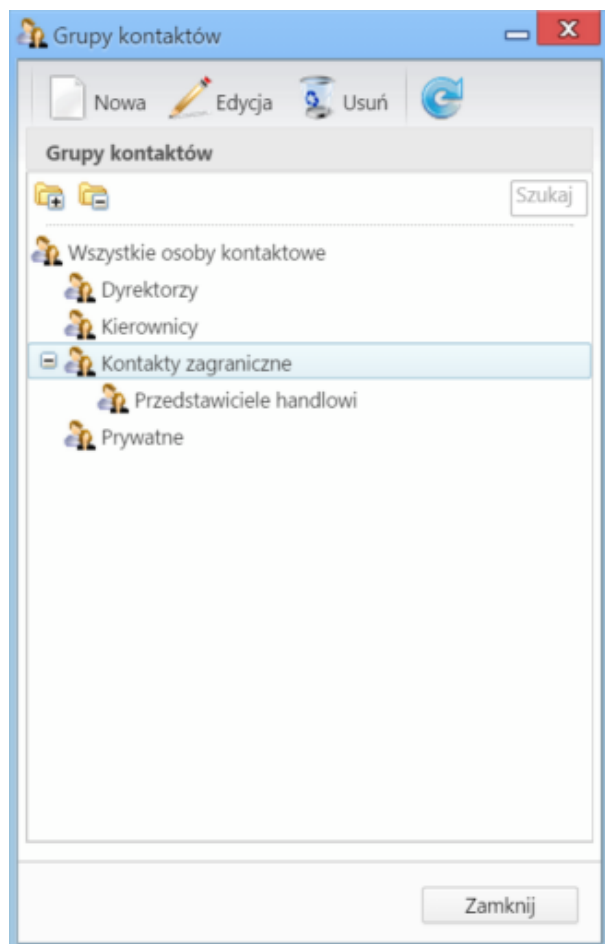 Grupy kontaktów
Nowa Edycja Usuń
Grupy kontaktów
Szukaj
Wszystkie osoby kontaktowe
Dyrektorzy
Kierownicy
Kontakty zagraniczne
Przedstawiciele handlowi
Prywatne
Zamknij